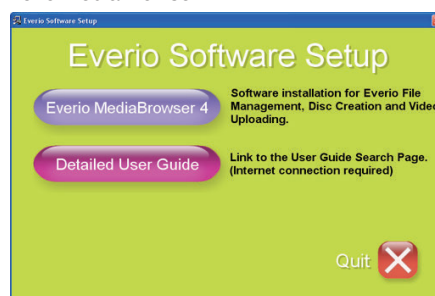 Everio Software Setup
Everio Software Setup
Everio MediaBrowser 4
Software installation for Everio File
Management, Disc Creation and Video
Uploading.
Detailed User Guide
Link to the User Guide Search Page.
(Internet connection required)
Quit